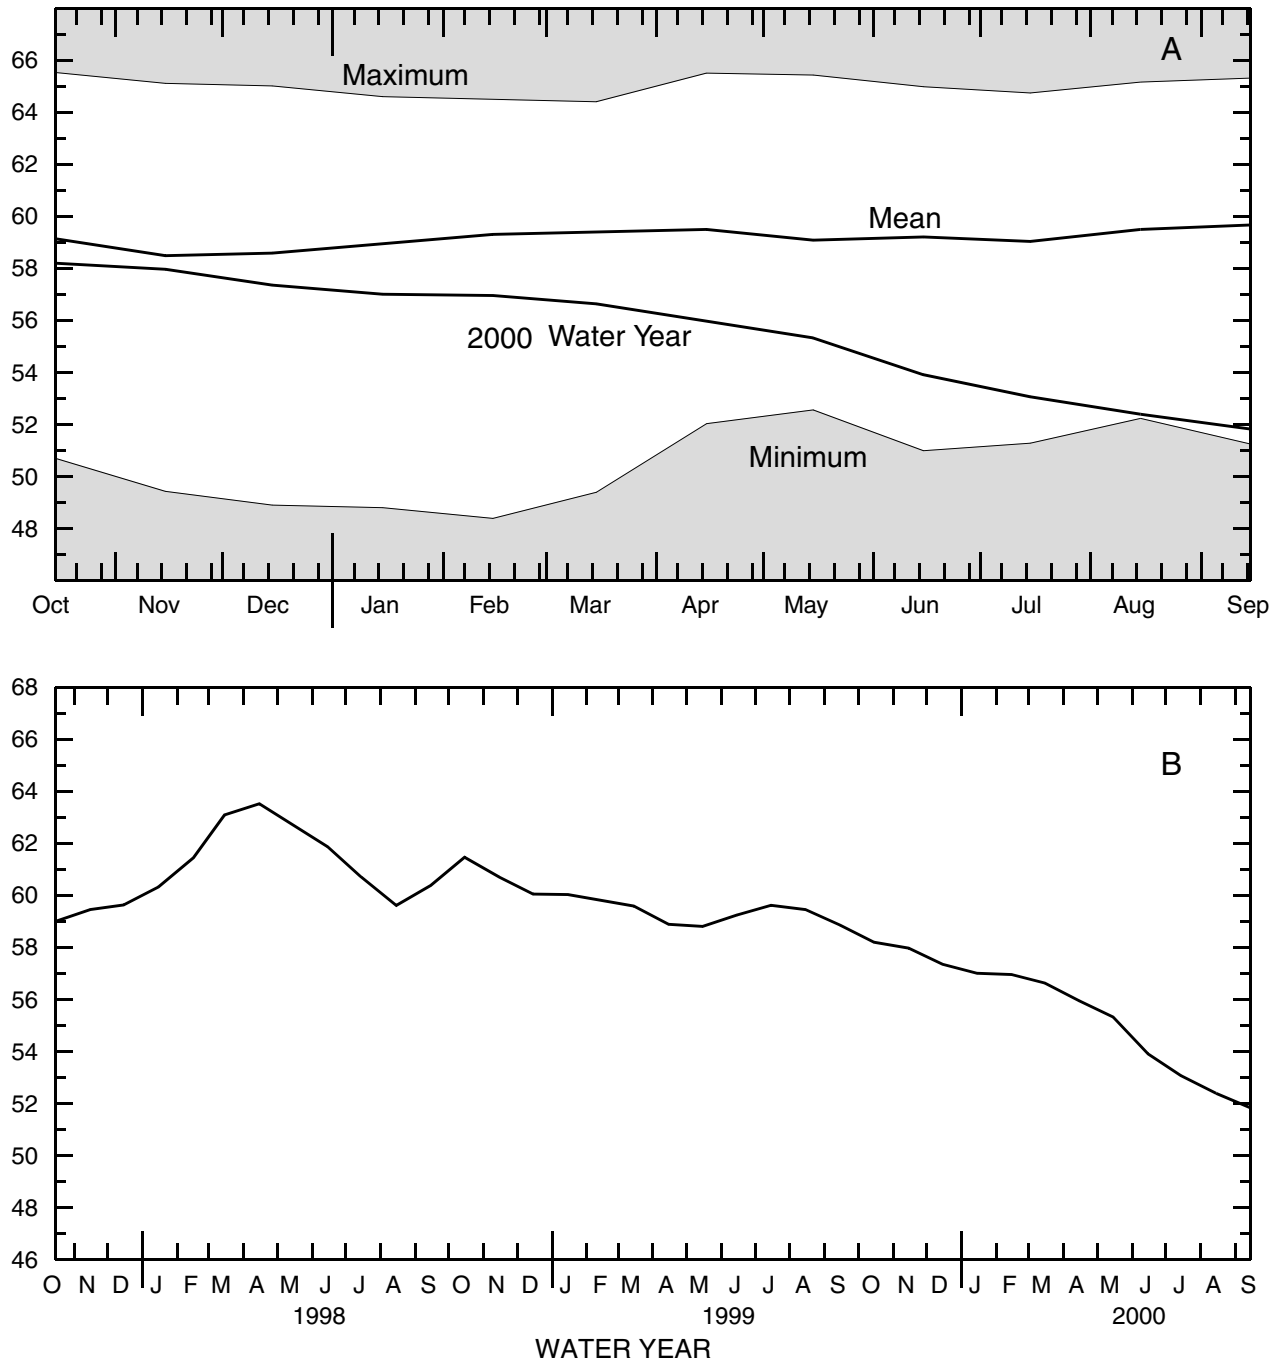 A
66
Maximum
64
62
60
Mean
58
56
2000 Water Year
54
52
Minimum
50
48
Oct Nov Dec Jan Feb Mar Apr May Jun Jul Aug Sep
68
66
B
64
62
60
58
56
54
52
50
48
46
O N D J F M A M J J A S O N D J F M A M J J A S O N D J F M A M J J A S
1998 1999 2000
WATER YEAR